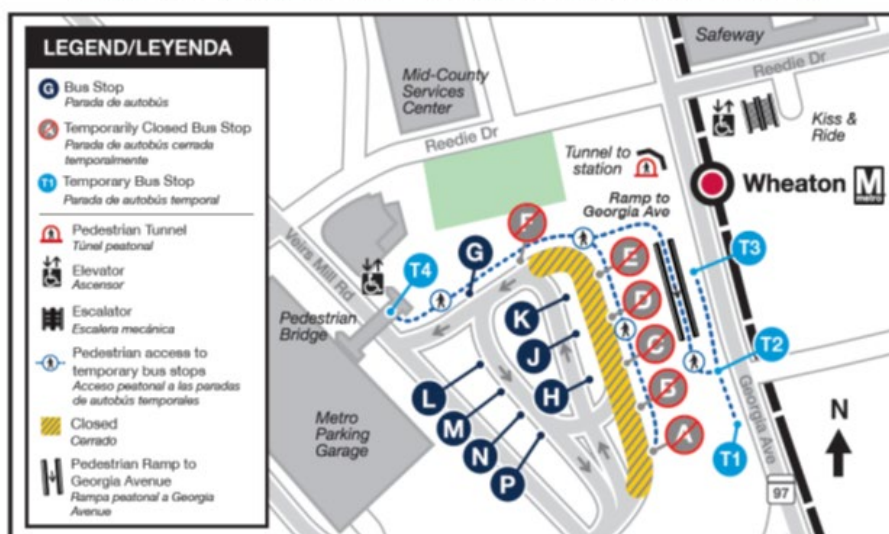 LEGEND/LEYENDA
G
Bus Stop
Parada de autobús
A
Temporarily Closed Bus Stop
Parada de autobús cerrada
temporalmente
T1
Temporary Bus Stop
Parada de autobús temporal
Pedestrian Tunnel
Túnel peatonal
Elevator
Ascensor
Escalator
Escalera mecánica
Pedestrian access to
temporary bus stops
Acceso peatonal a las paradas
de autobús temporales
Closed
Cerrado
Pedestrian Ramp to
Georgia Avenue
Rampa peatonal a Georgia
Avenue
Safeway
Reedie Dr
Mid-County
Services
Center
Reedie Dr
Kiss &
Ride
Tunnel to
station
Wheaton M
metro
Ramp to
Georgia Ave
F
Veirs Mill Rd
G
E
T3
T4
D
K
Pedestrian
Bridge
J
C
T2
L
H
B
Georgia Ave
M
Metro
Parking
Garage
N
A
N
P
T1
97